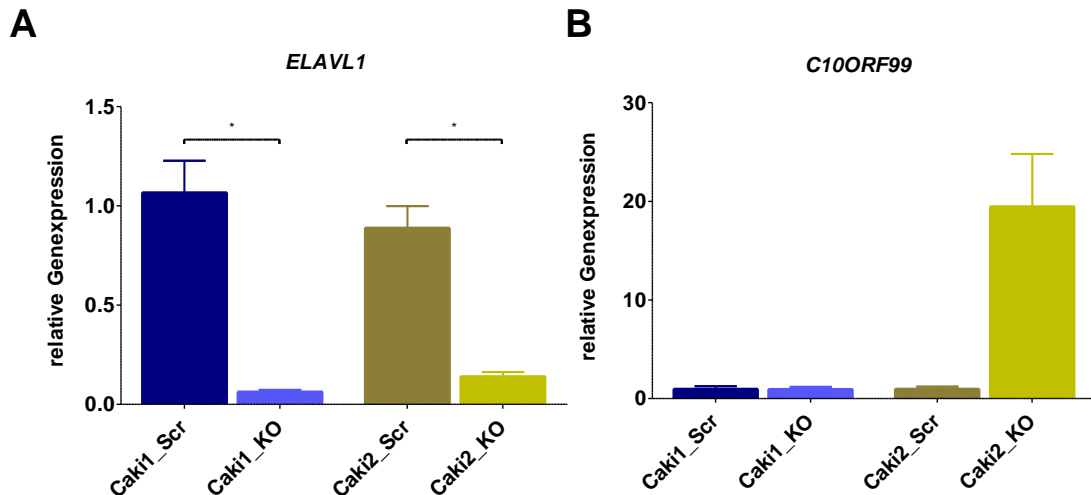 A
ELAVL1
relative Genexpression
1.5
1.0
0.5
0.0
*
*
Caki1_Scr
Caki1_KO
Caki2_Scr
Caki2_KO
B
C10ORF99
relative Genexpression
30
20
10
0
Caki1_Scr
Caki1_KO
Caki2_Scr
Caki2_KO